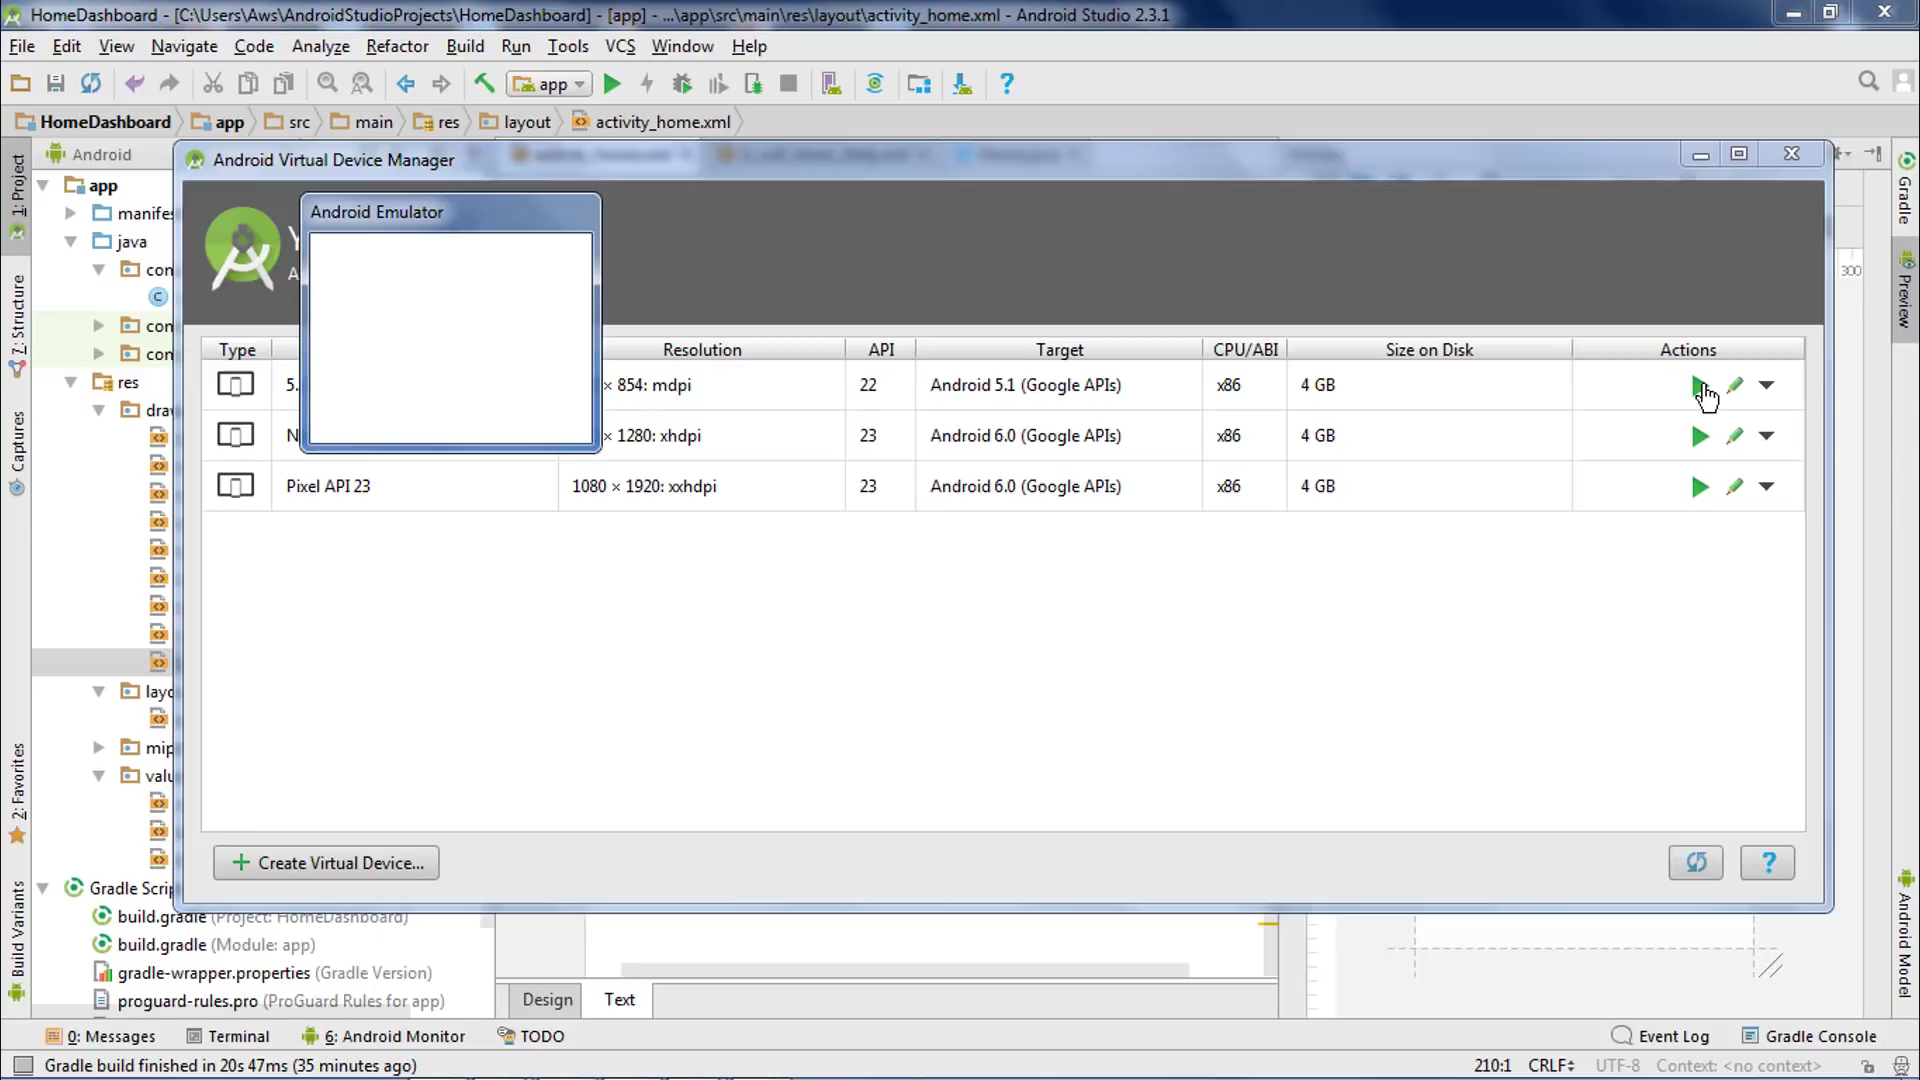 HomeDashboard - [C:\Users\Aws\AndroidStudioProjects\HomeDashboard] - [app] - ...\app\src\main\res\layout\activity_home.xml - Android Studio 2.3.1
File Edit View Navigate Code Analyze Refactor Build Run Tools VCS Window Help
app
HomeDashboard app src main res layout activity_home.xml
Android
Android Virtual Device Manager
1: Project
7: Structure
Captures
2: Favorites
Build Variants
app
manifes
java
con
con
con
res
drav
layo
mip
valu
Gradle Scrip
build.gradle (Project: HomeDashboard)
build.gradle (Module: app)
gradle-wrapper.properties (Gradle Version)
proguard-rules.pro (ProGuard Rules for app)
Android Emulator
Y
A
Type Resolution API Target CPU/ABI Size on Disk Actions
5. × 854: mdpi 22 Android 5.1 (Google APIs) x86 4 GB
N × 1280: xhdpi 23 Android 6.0 (Google APIs) x86 4 GB
Pixel API 23 1080 × 1920: xxhdpi 23 Android 6.0 (Google APIs) x86 4 GB
+ Create Virtual Device...
?
300
Gradle
Preview
Android Model
Design Text
0: Messages Terminal 6: Android Monitor TODO Event Log Gradle Console
Gradle build finished in 20s 47ms (35 minutes ago) 210:1 CRLF÷ UTF-8 Context: <no context>